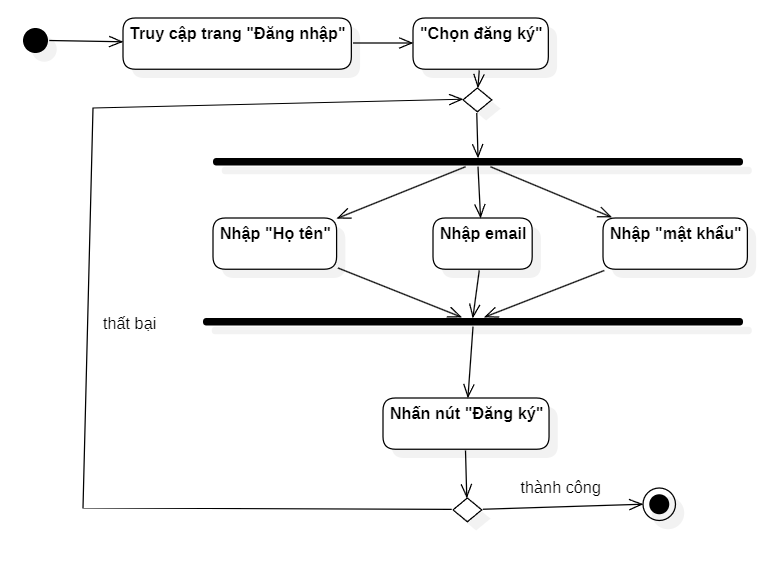 Truy cập trang "Đăng nhập"
"Chọn đăng ký"
Nhập "Họ tên"
Nhập email
Nhập "mật khẩu"
thất bại
Nhấn nút "Đăng ký"
thành công